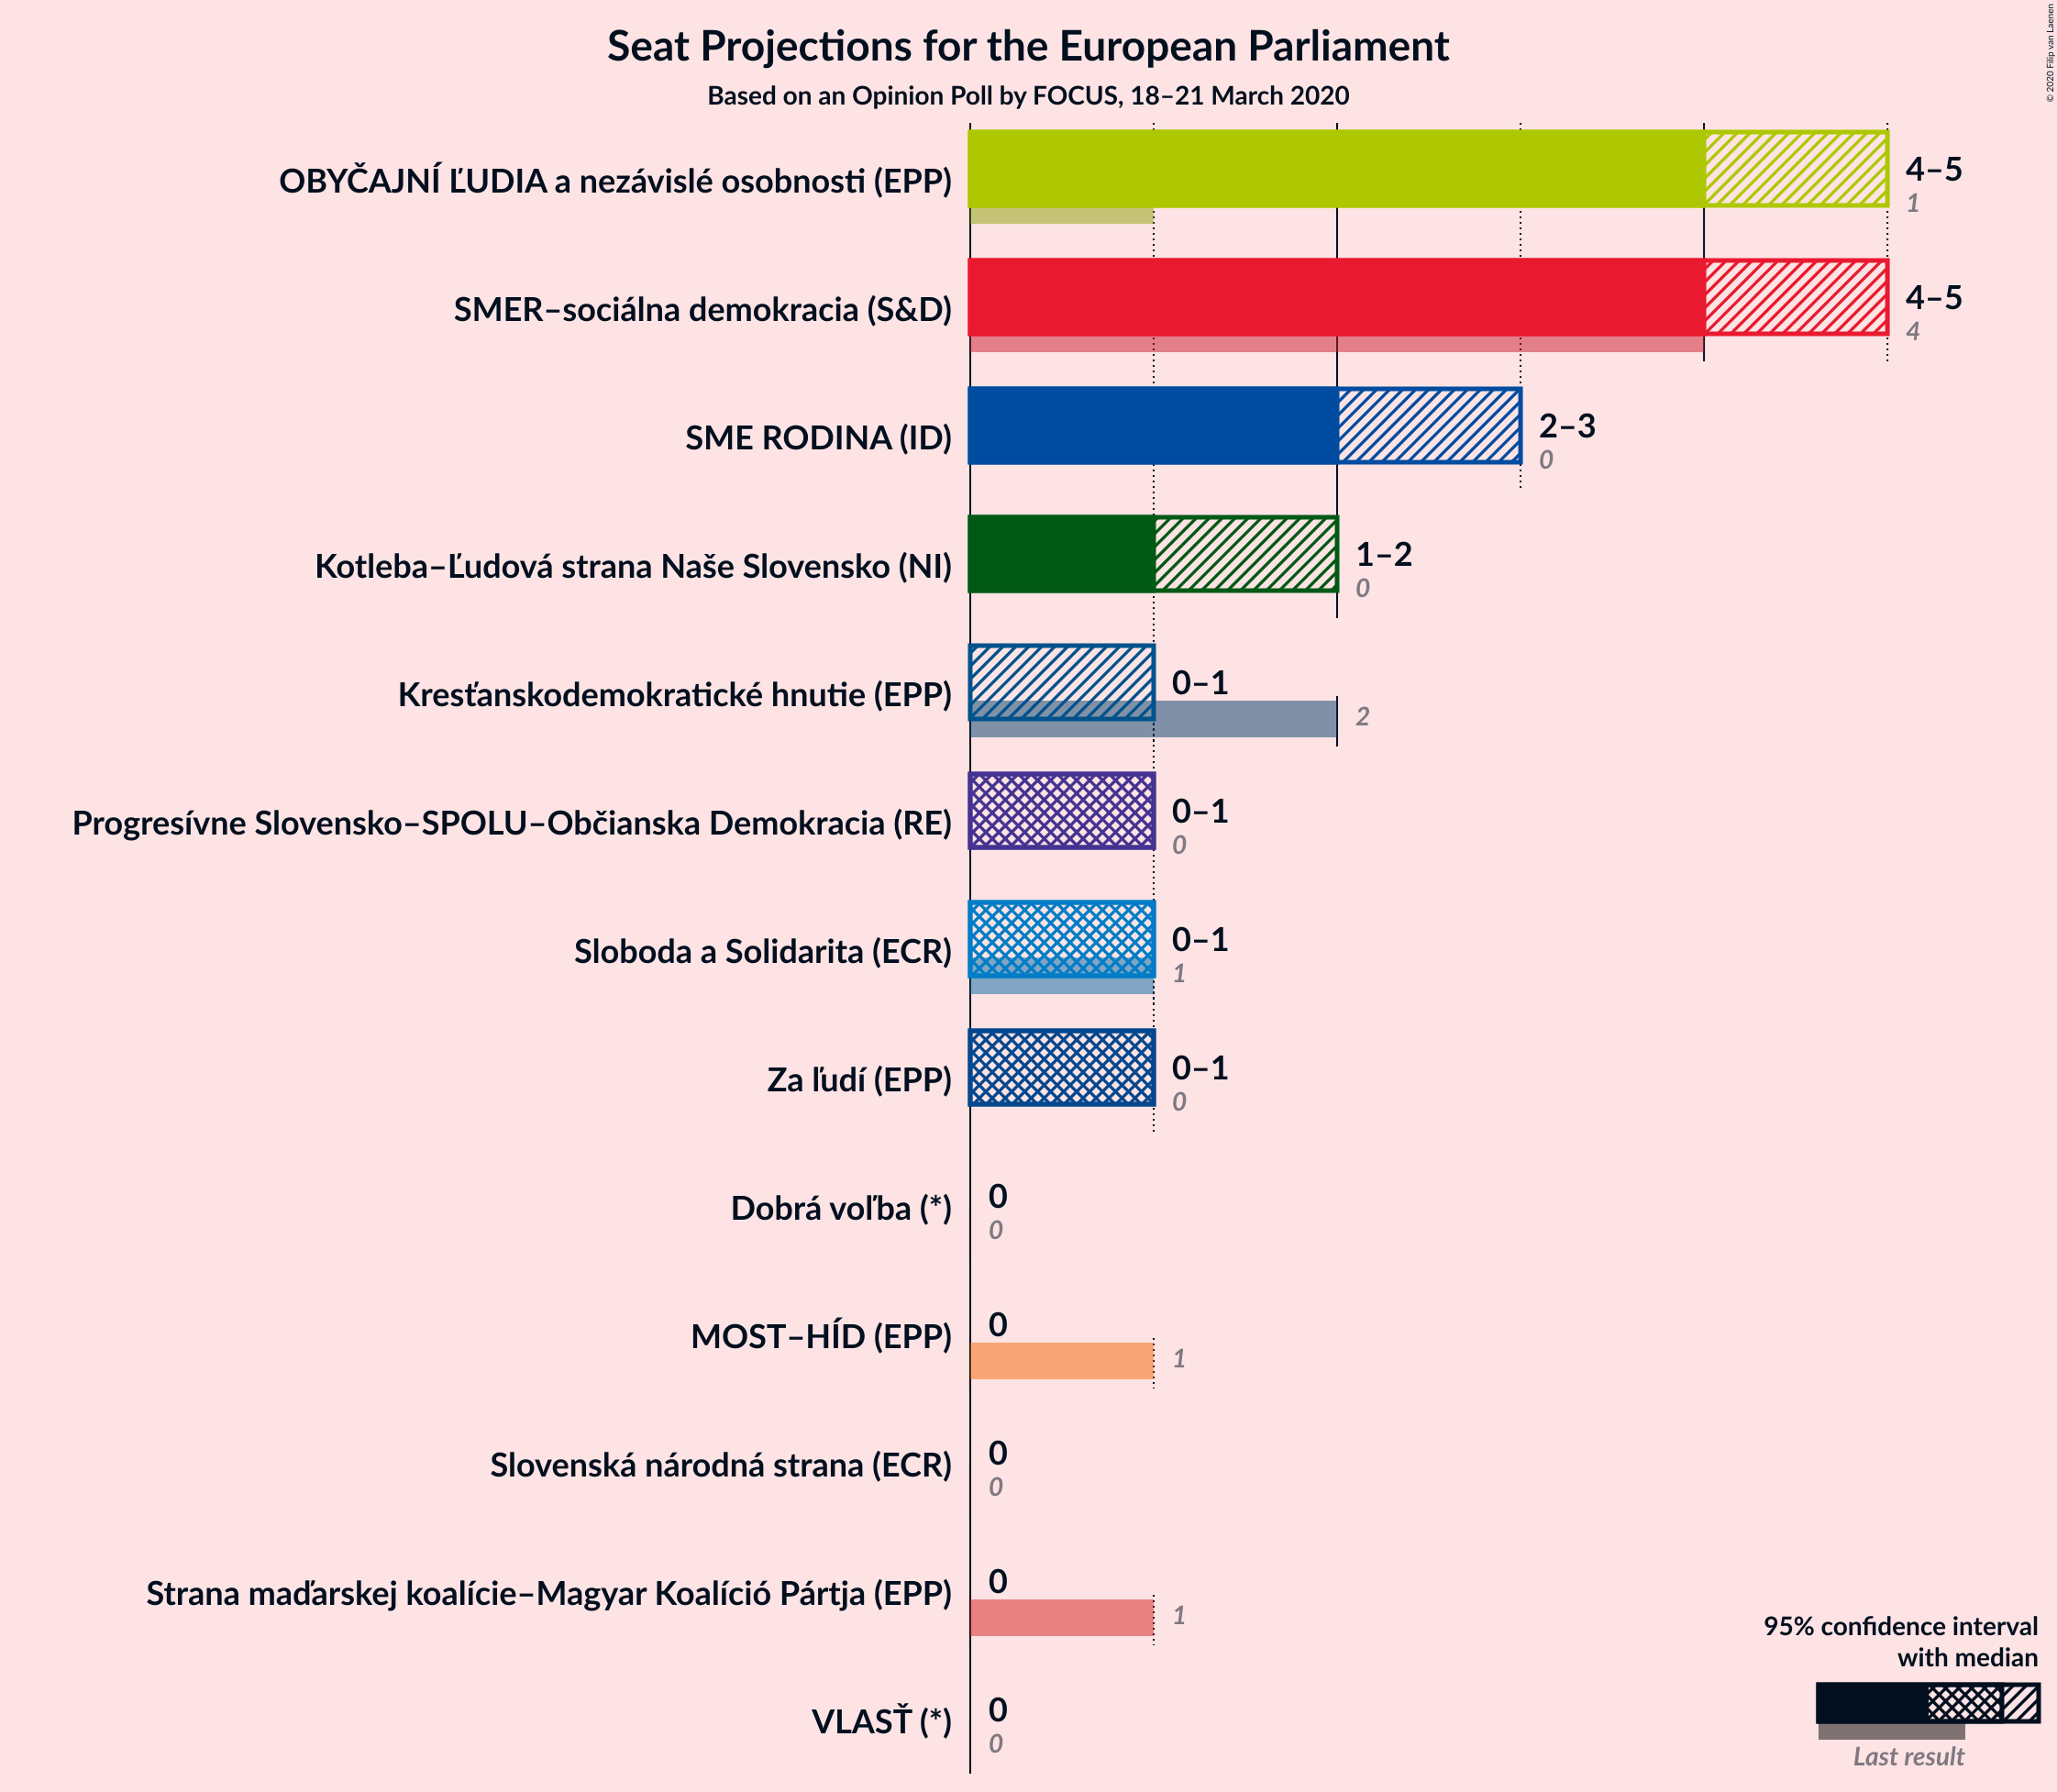 Seat Projections for the European Parliament
Based on an Opinion Poll by FOCUS, 18–21 March 2020
© 2020 Filip van Laenen
OBYČAJNÍ ĽUDIA a nezávislé osobnosti (EPP)
4–5
1
SMER–sociálna demokracia (S&D)
4–5
4
SME RODINA (ID)
2–3
0
Kotleba–Ľudová strana Naše Slovensko (NI)
1–2
0
Kresťanskodemokratické hnutie (EPP)
0–1
2
Progresívne Slovensko–SPOLU–Občianska Demokracia (RE)
0–1
0
Sloboda a Solidarita (ECR)
0–1
1
Za ľudí (EPP)
0–1
0
Dobrá voľba (*)
0
0
MOST–HÍD (EPP)
0
1
Slovenská národná strana (ECR)
0
0
Strana maďarskej koalície–Magyar Koalíció Pártja (EPP)
0
1
VLASŤ (*)
0
0
95% confidence interval
with median
Last result